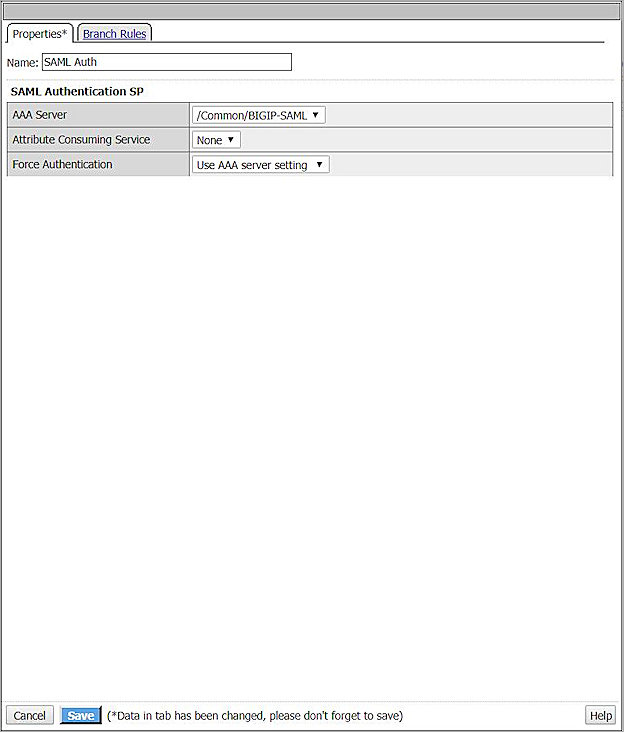 Properties* Branch Rules
Name: SAML Auth
SAML Authentication SP
AAA Server /Common/BIGIP-SAML
Attribute Consuming Service None
Force Authentication Use AAA server setting
Cancel Save (*Data in tab has been changed, please don't forget to save) Help